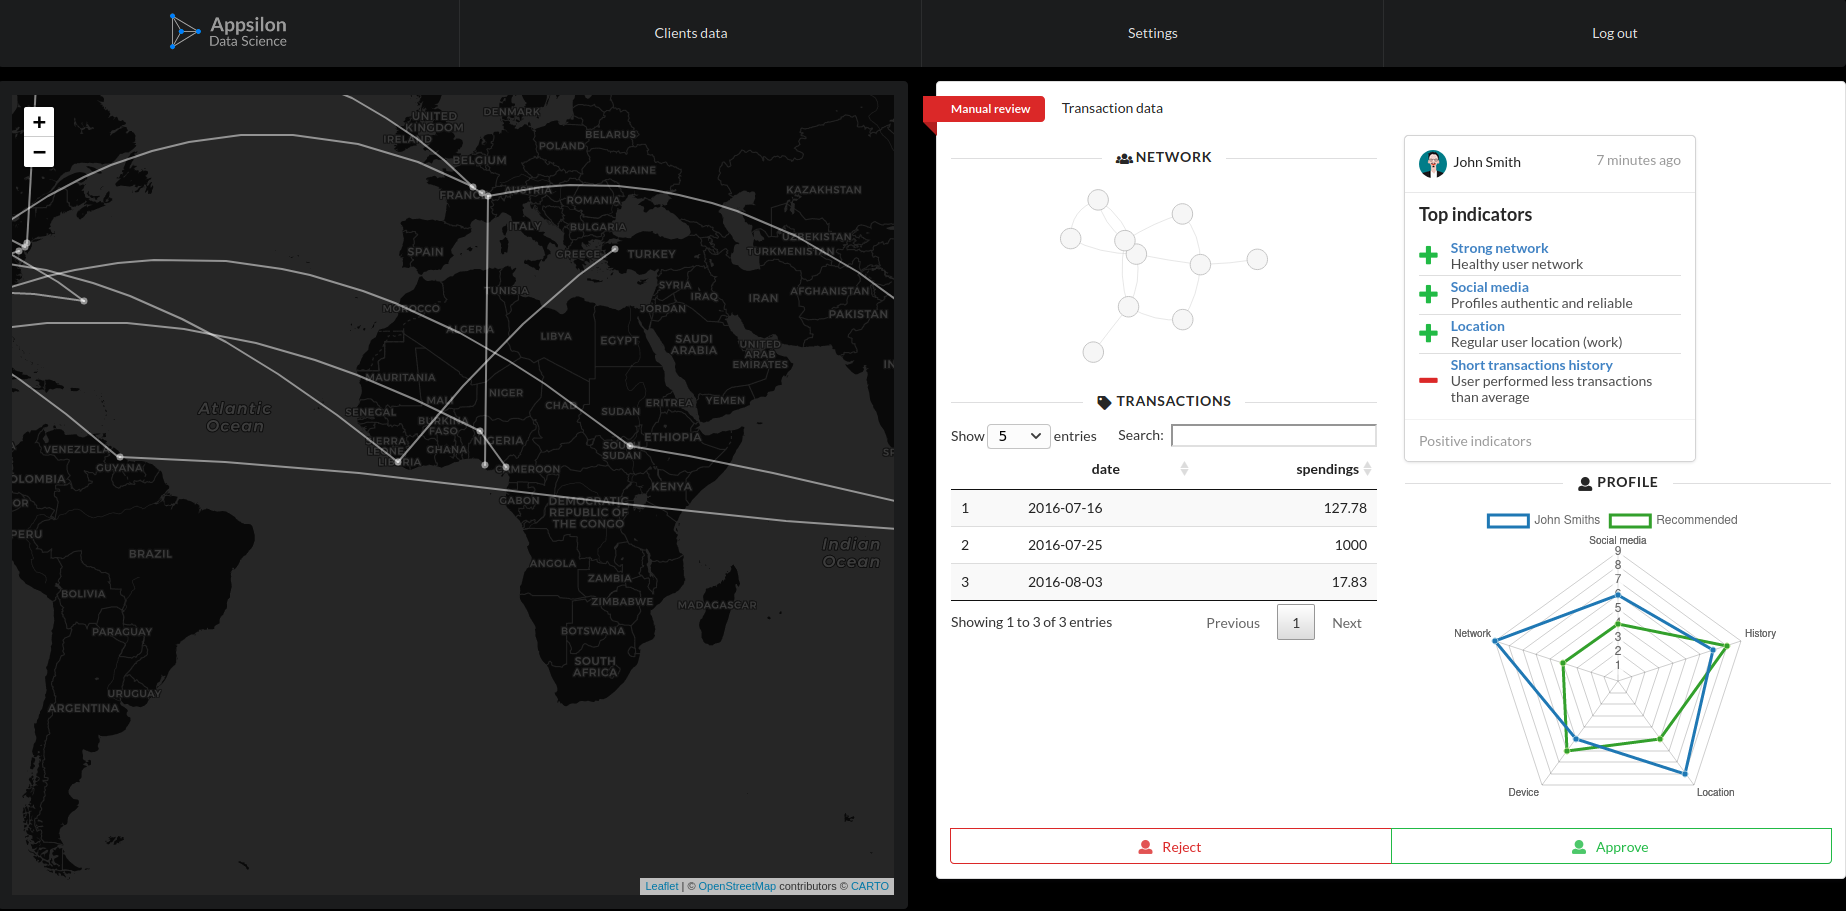 Appsilon
Data Science
Clients data
Settings
Log out
+
−
UNITED
KINGDOM
IRELAND
DENMARK
BELARUS
POLAND
BELGIUM
UKRAINE
KAZAKHSTAN
AUSTRIA
ROMANIA
ITALY
BULGARIA
UZBEKISTAN
TURKMENISTAN
SPAIN
GREECE
TURKEY
TUNISIA
SYRIA
IRAQ
IRAN
AFGHANISTAN
MOROCCO
JORDAN
PAKISTAN
ALGERIA
LIBYA
EGYPT
SAUDI
ARABIA
UNITED
ARAB
EMIRATES
MAURITANIA
MALI
NIGER
CHAD
SUDAN
ERITREA
YEMEN
Atlantic
Ocean
SENEGAL
BURKINA
FASO
NIGERIA
SIERRA
LEONE
GHANA
LIBERIA
SOUTH
SUDAN
ETHIOPIA
VENEZUELA
GUYANA
CAMEROON
KENYA
GABON
DEMOCRATIC
REPUBLIC OF
THE CONGO
PERU
BRAZIL
Indian
Ocean
ANGOLA
ZAMBIA
BOLIVIA
ZIMBABWE
MADAGASCAR
PARAGUAY
BOTSWANA
SOUTH
AFRICA
URUGUAY
ARGENTINA
Leaflet | © OpenStreetMap contributors © CARTO
Manual review
Transaction data
NETWORK
TRANSACTIONS
Show 5 entries
Search:
date spendings
1 2016-07-16 127.78
2 2016-07-25 1000
3 2016-08-03 17.83
Showing 1 to 3 of 3 entries
Previous 1 Next
John Smith
7 minutes ago
Top indicators
Strong network
Healthy user network
Social media
Profiles authentic and reliable
Location
Regular user location (work)
Short transactions history
User performed less transactions
than average
Positive indicators
PROFILE
John Smiths
Recommended
Social media
9
8
7
6
5
4
3
2
1
Network
History
Device
Location
Reject
Approve